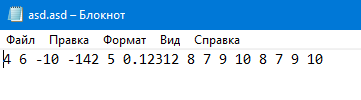 asd.asd – Блокнот
Файл Правка Формат Вид Справка
4 6 -10 -142 5 0.12312 8 7 9 10 8 7 9 10